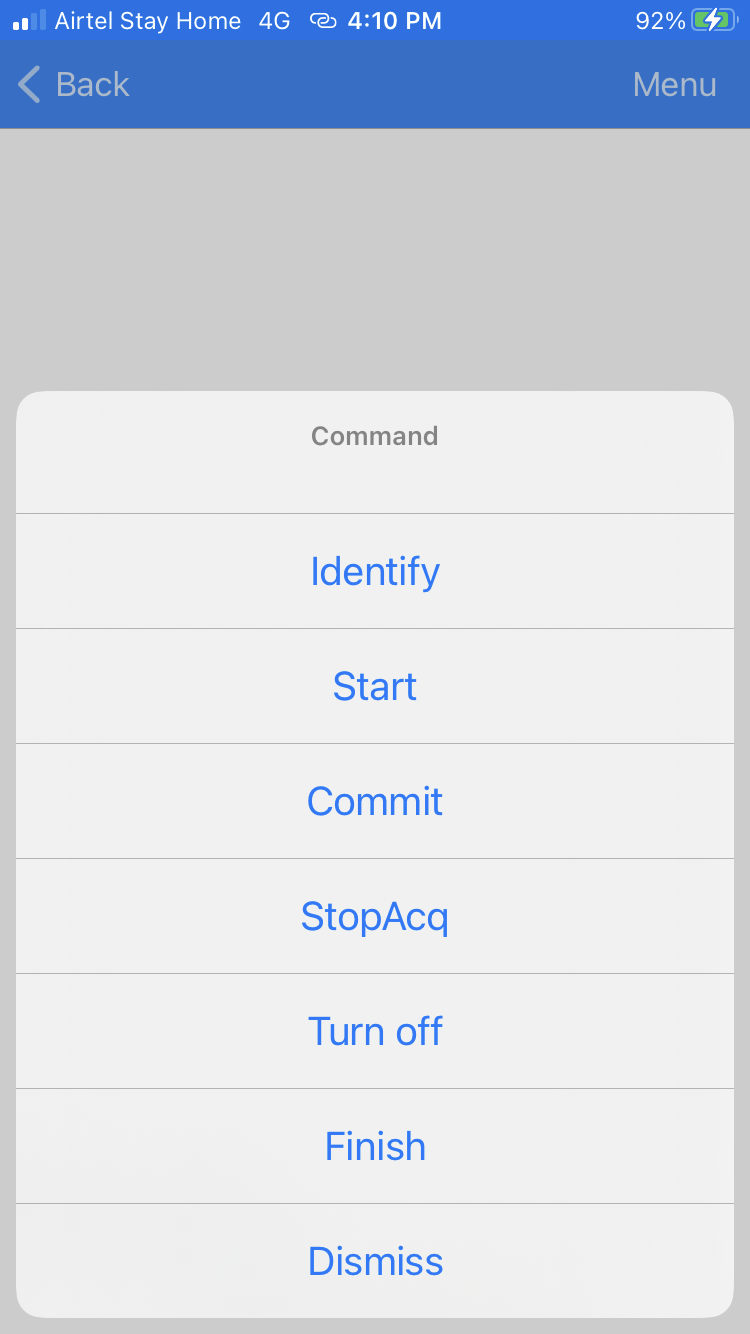 Airtel Stay Home 4G 4:10 PM 92%
Back Menu
Command
Identify
Start
Commit
StopAcq
Turn off
Finish
Dismiss